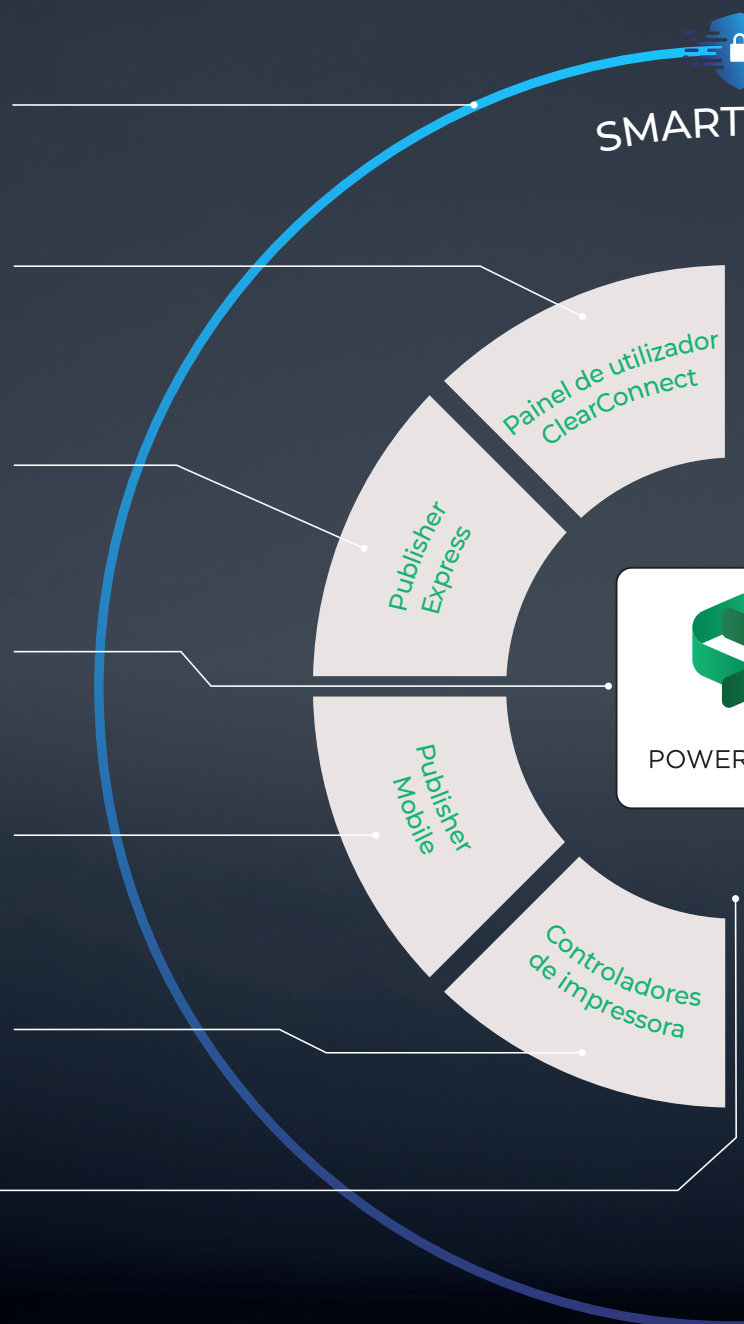 SMART
Painel de utilizador
ClearConnect
Publisher
Express
POWER
Publisher
Mobile
Controladores
de impressora